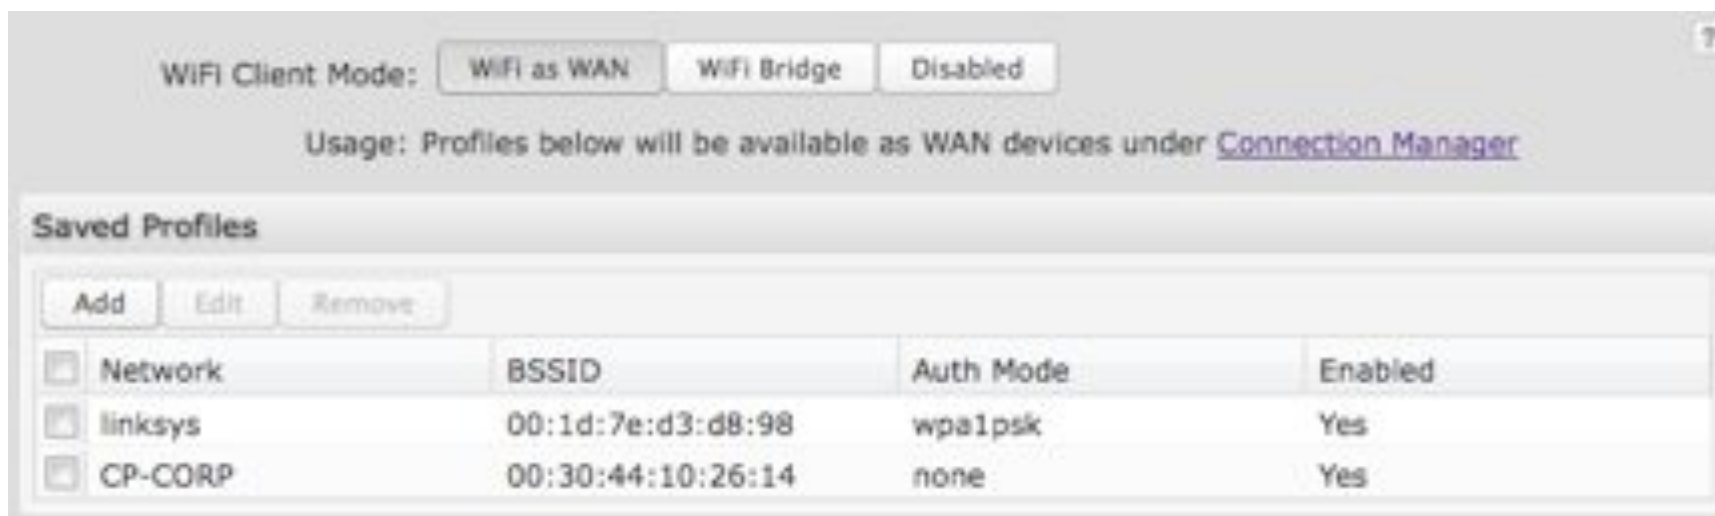 ?
WiFi Client Mode: WiFi as WAN WiFi Bridge Disabled
Usage: Profiles below will be available as WAN devices under Connection Manager
Saved Profiles
Add Edit Remove
Network BSSID Auth Mode Enabled
linksys 00:1d:7e:d3:d8:98 wpa1psk Yes
CP-CORP 00:30:44:10:26:14 none Yes